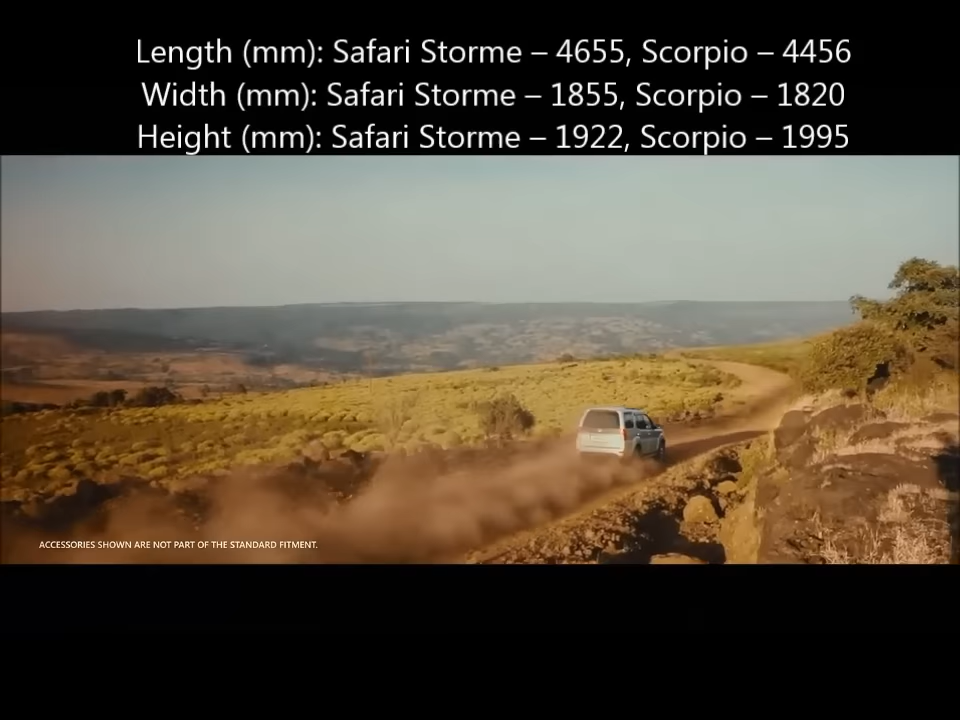 Length (mm): Safari Storme – 4655, Scorpio – 4456
Width (mm): Safari Storme – 1855, Scorpio – 1820
Height (mm): Safari Storme – 1922, Scorpio – 1995
ACCESSORIES SHOWN ARE NOT PART OF THE STANDARD FITMENT.